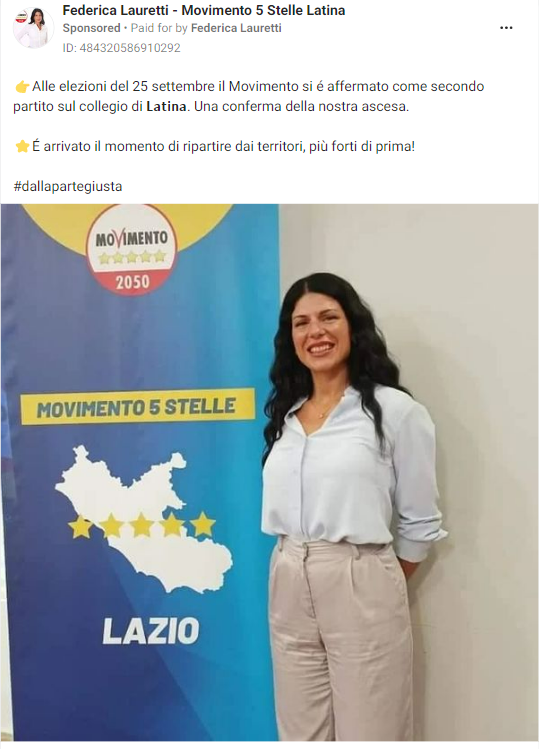 Federica Lauretti - Movimento 5 Stelle Latina
Sponsored • Paid for by Federica Lauretti
ID: 484320586910292
👉Alle elezioni del 25 settembre il Movimento si é affermato come secondo
partito sul collegio di Latina. Una conferma della nostra ascesa.
⭐É arrivato il momento di ripartire dai territori, più forti di prima!
#dallapartegiusta
MOVIMENTO
2050
MOVIMENTO 5 STELLE
LAZIO